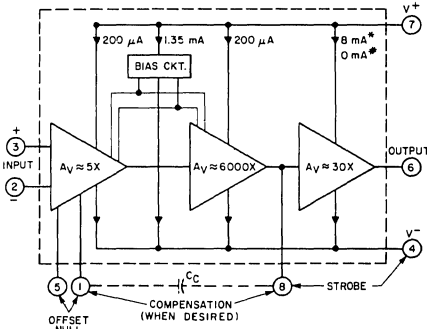 V+
7
200 µA
1.35 mA
200 µA
8 mA*
0 mA*
BIAS CKT.
+
3
INPUT
2
−
AV ≈ 5X
AV ≈ 6000X
AV ≈ 30X
OUTPUT
6
V−
4
CC
5
1
8
STROBE
OFFSET
NULL
COMPENSATION
(WHEN DESIRED)